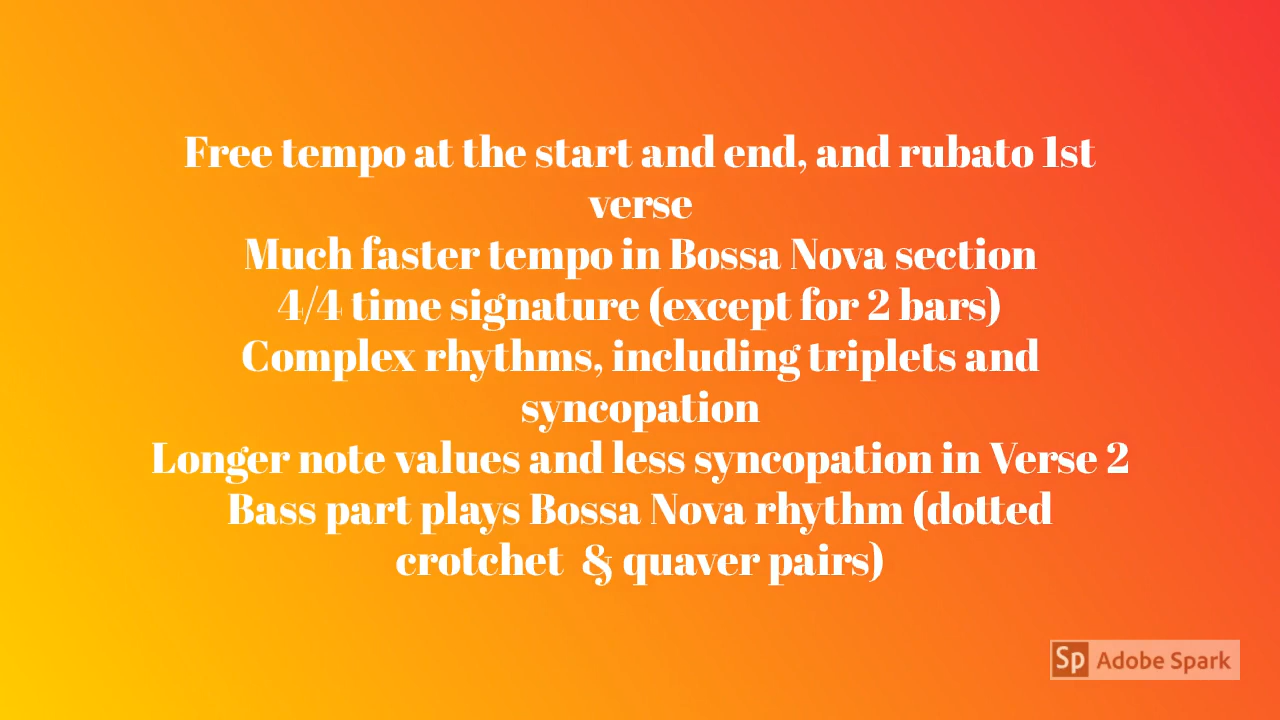 Free tempo at the start and end, and rubato 1st
verse
Much faster tempo in Bossa Nova section
4/4 time signature (except for 2 bars)
Complex rhythms, including triplets and
syncopation
Longer note values and less syncopation in Verse 2
Bass part plays Bossa Nova rhythm (dotted
crotchet  & quaver pairs)
Sp Adobe Spark